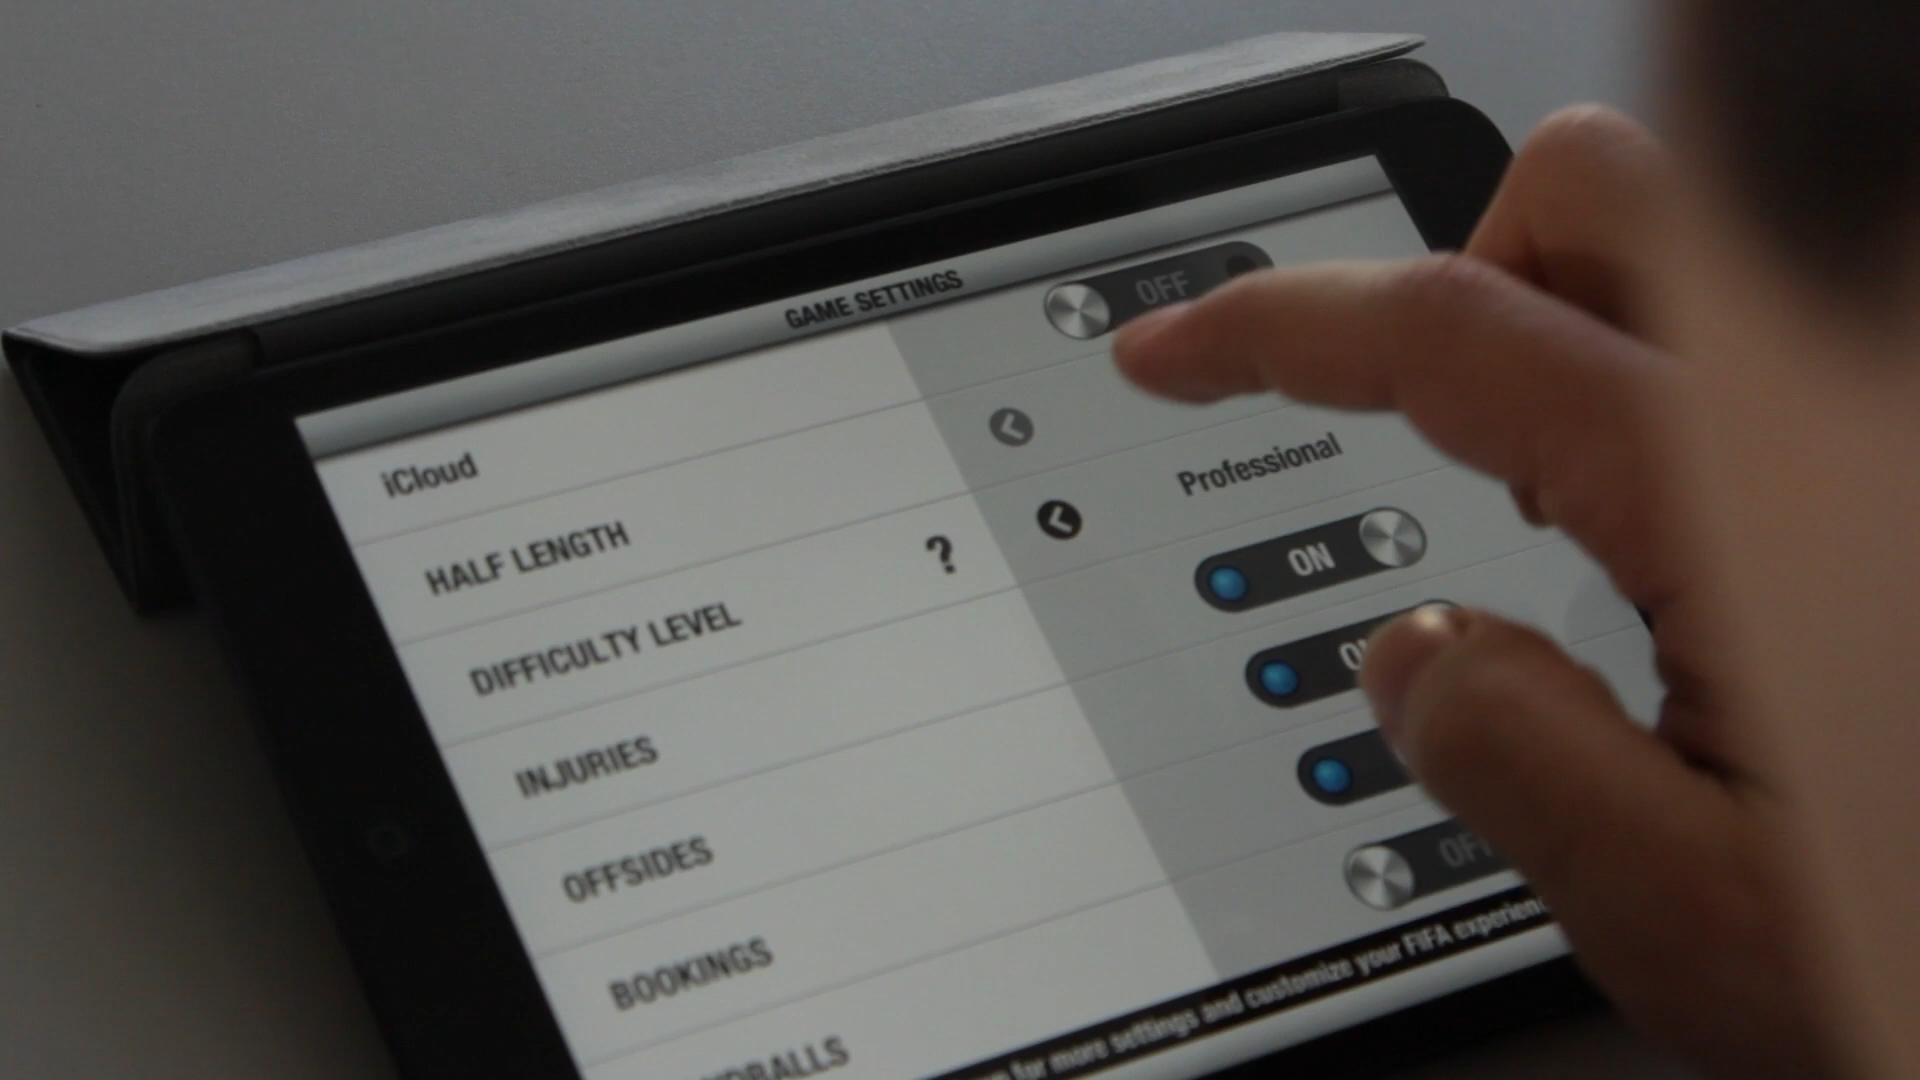 GAME SETTINGS
iCloud
OFF
HALF LENGTH
DIFFICULTY LEVEL ? Professional
INJURIES ON
OFFSIDES
BOOKINGS
for more settings and customize your FIFA